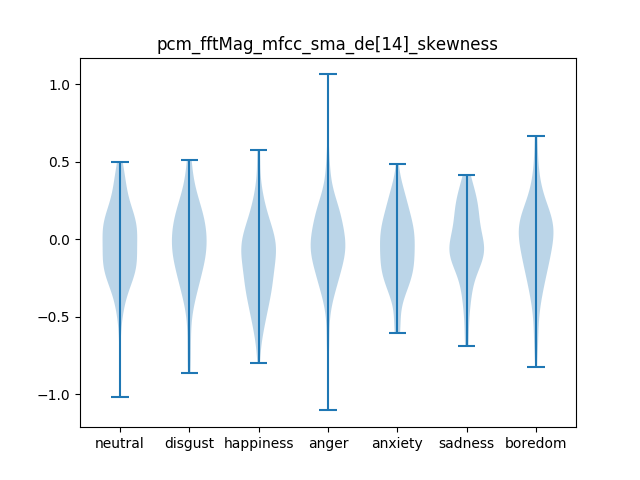 pcm_fftMag_mfcc_sma_de[14]_skewness
1.0
0.5
0.0
−0.5
−1.0
neutral disgust happiness anger anxiety sadness boredom